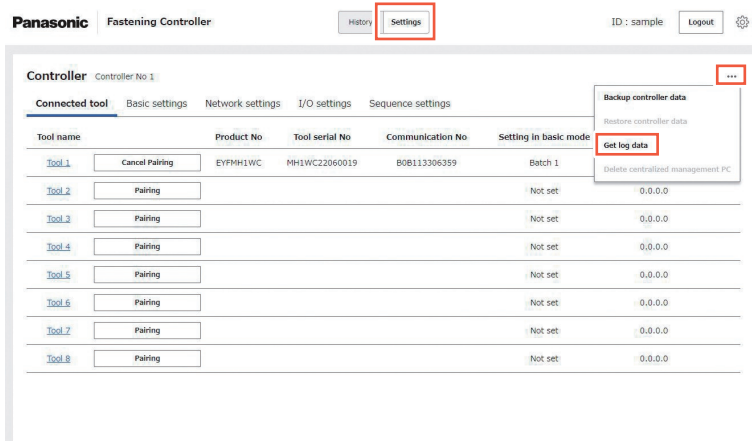 Panasonic Fastening Controller History Settings ID : sample Logout
Controller Controller No 1 ...
Connected tool Basic settings Network settings I/O settings Sequence settings
Backup controller data
Restore controller data
Get log data
Delete centralized management PC
Tool name Product No Tool serial No Communication No Setting in basic mode
Tool 1 Cancel Pairing EYFMH1WC MH1WC22060019 B0B113306359 Batch 1
Tool 2 Pairing Not set 0.0.0.0
Tool 3 Pairing Not set 0.0.0.0
Tool 4 Pairing Not set 0.0.0.0
Tool 5 Pairing Not set 0.0.0.0
Tool 6 Pairing Not set 0.0.0.0
Tool 7 Pairing Not set 0.0.0.0
Tool 8 Pairing Not set 0.0.0.0